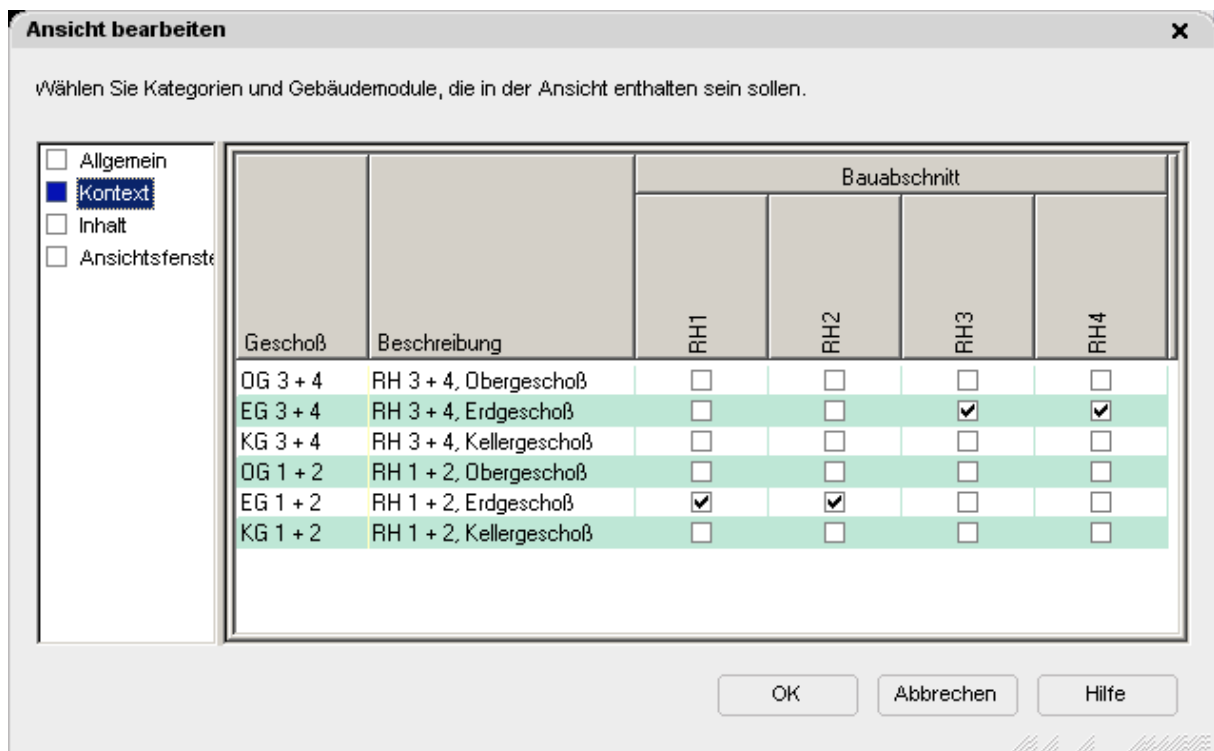 Ansicht bearbeiten
Wählen Sie Kategorien und Gebäudemodule, die in der Ansicht enthalten sein sollen.
Allgemein
Kontext
Inhalt
Ansichtsfenste
Bauabschnitt
Geschoß Beschreibung RH1 RH2 RH3 RH4
OG 3 + 4 RH 3 + 4, Obergeschoß
EG 3 + 4 RH 3 + 4, Erdgeschoß
KG 3 + 4 RH 3 + 4, Kellergeschoß
OG 1 + 2 RH 1 + 2, Obergeschoß
EG 1 + 2 RH 1 + 2, Erdgeschoß
KG 1 + 2 RH 1 + 2, Kellergeschoß
OK Abbrechen Hilfe